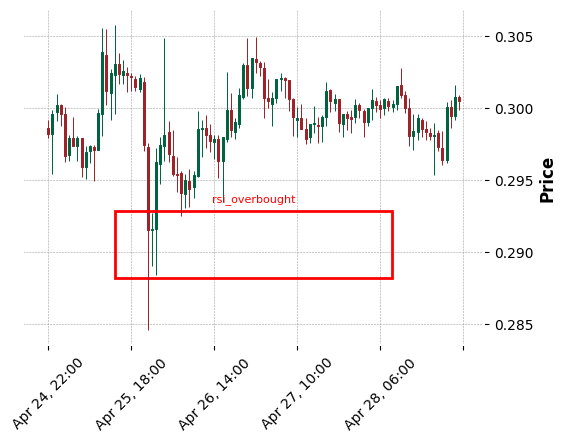 0.305
0.300
0.295
0.290
0.285
Price
rsi_overbought
Apr 24, 22:00
Apr 25, 18:00
Apr 26, 14:00
Apr 27, 10:00
Apr 28, 06:00